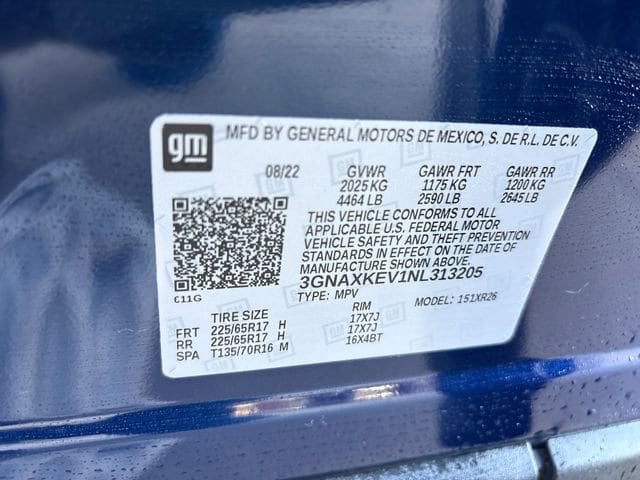 gm MFD BY GENERAL MOTORS DE MEXICO, S. DE R.L. DE C.V.
08/22 GVWR GAWR FRT GAWR RR
2025 KG 1175 KG 1200 KG
4464 LB 2590 LB 2645 LB
THIS VEHICLE CONFORMS TO ALL
APPLICABLE U.S. FEDERAL MOTOR
VEHICLE SAFETY AND THEFT PREVENTION
STANDARDS IN EFFECT ON THE DATE OF
MANUFACTURE SHOWN ABOVE.
3GNAXKEV1NL313205
TYPE: MPV MODEL: 151XR26
TIRE SIZE RIM
FRT 225/65R17 H 17X7J
RR 225/65R17 H 17X7J
SPA T135/70R16 M 16X4BT